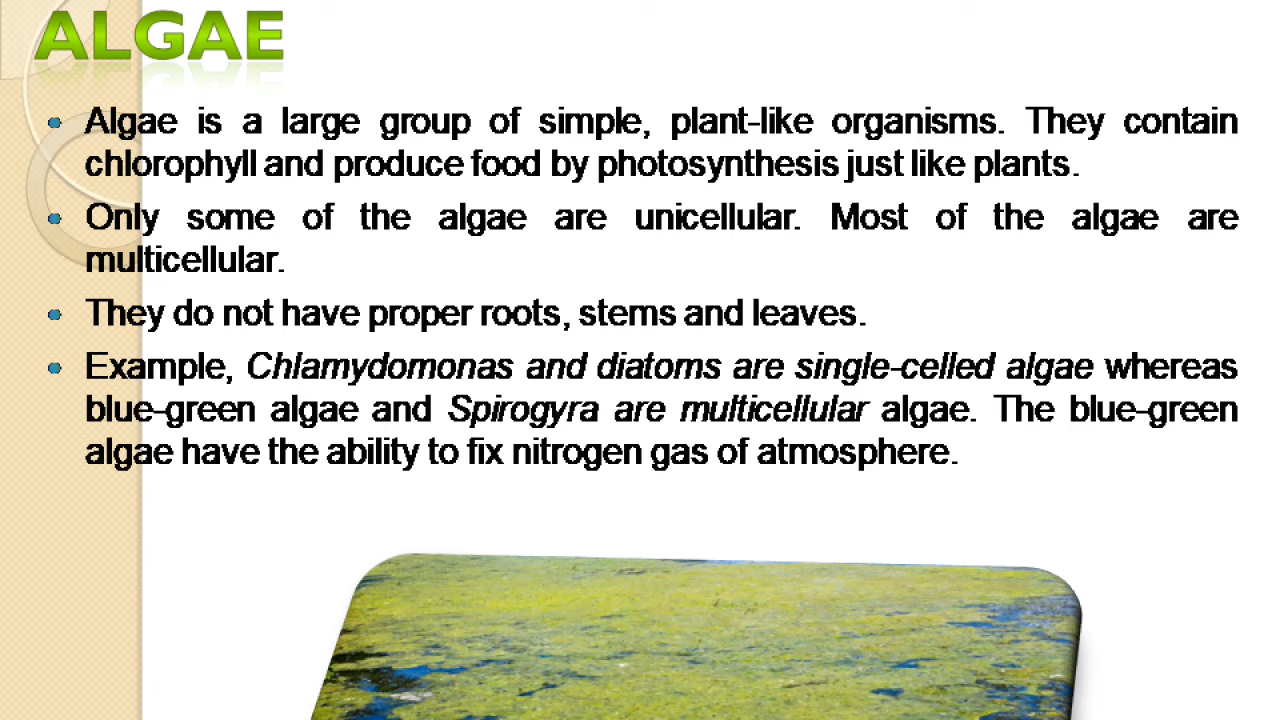 ALGAE
• Algae is a large group of simple, plant-like organisms. They contain
chlorophyll and produce food by photosynthesis just like plants.
• Only some of the algae are unicellular. Most of the algae are
multicellular.
• They do not have proper roots, stems and leaves.
• Example, Chlamydomonas and diatoms are single-celled algae whereas
blue-green algae and Spirogyra are multicellular algae. The blue-green
algae have the ability to fix nitrogen gas of atmosphere.